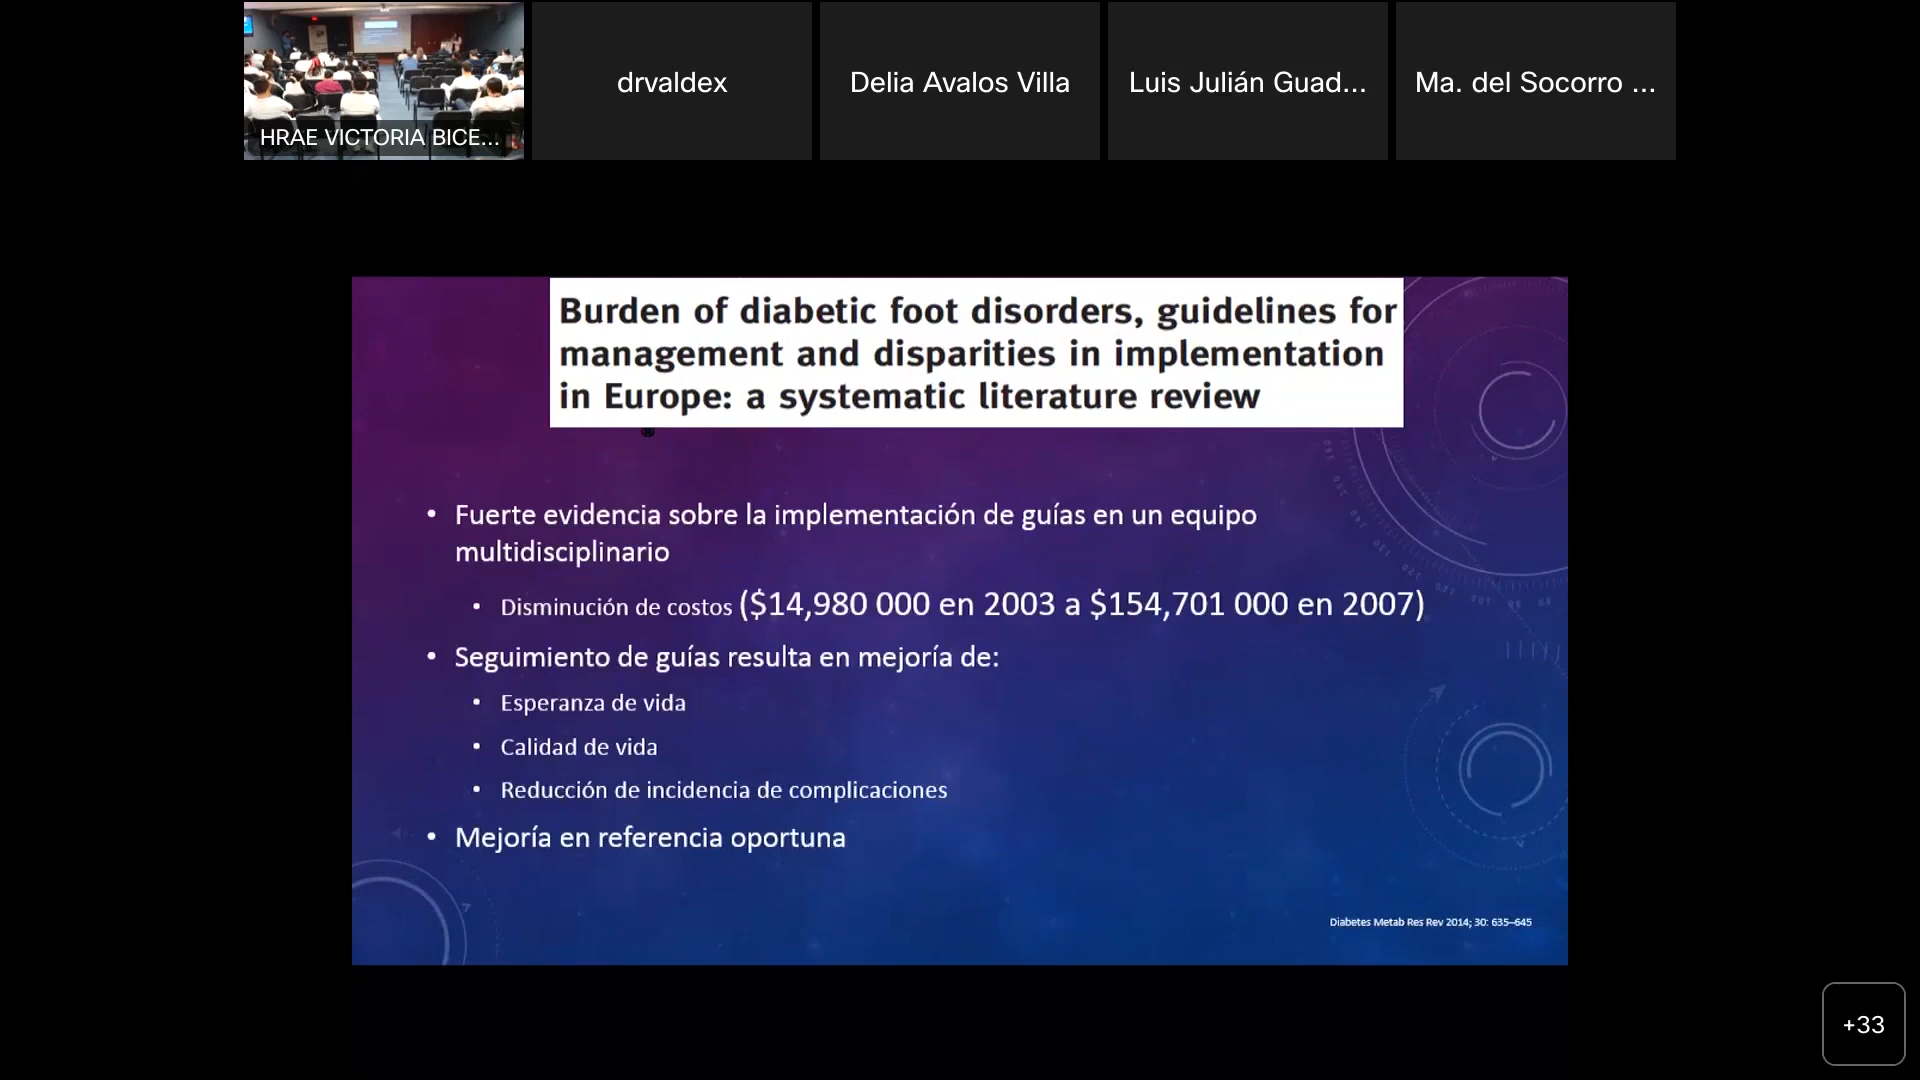 HRAE VICTORIA BICE...
drvaldex
Delia Avalos Villa
Luis Julián Guad...
Ma. del Socorro ...
Burden of diabetic foot disorders, guidelines for
management and disparities in implementation
in Europe: a systematic literature review
• Fuerte evidencia sobre la implementación de guías en un equipo
multidisciplinario
• Disminución de costos ($14,980 000 en 2003 a $154,701 000 en 2007)
• Seguimiento de guías resulta en mejoría de:
• Esperanza de vida
• Calidad de vida
• Reducción de incidencia de complicaciones
• Mejoría en referencia oportuna
Diabetes Metab Res Rev 2014; 30: 635–645
+33